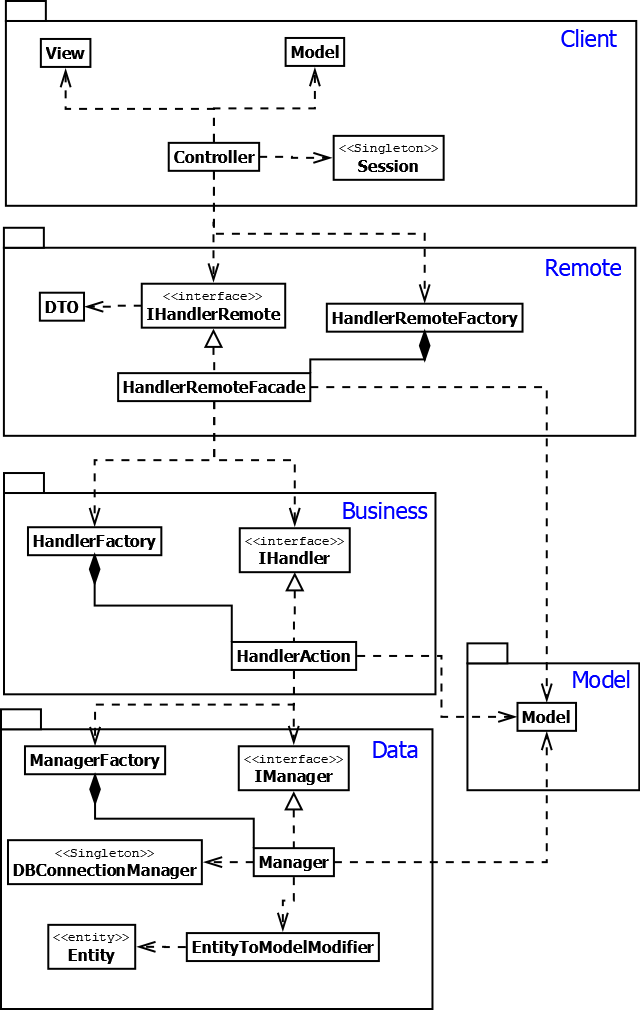 Client
View
Model
Controller
<<Singleton>>
Session
Remote
DTO
<<interface>>
IHandlerRemote
HandlerRemoteFactory
HandlerRemoteFacade
Business
HandlerFactory
<<interface>>
IHandler
HandlerAction
Model
Model
Data
ManagerFactory
<<interface>>
IManager
<<Singleton>>
DBConnectionManager
Manager
<<entity>>
Entity
EntityToModelModifier